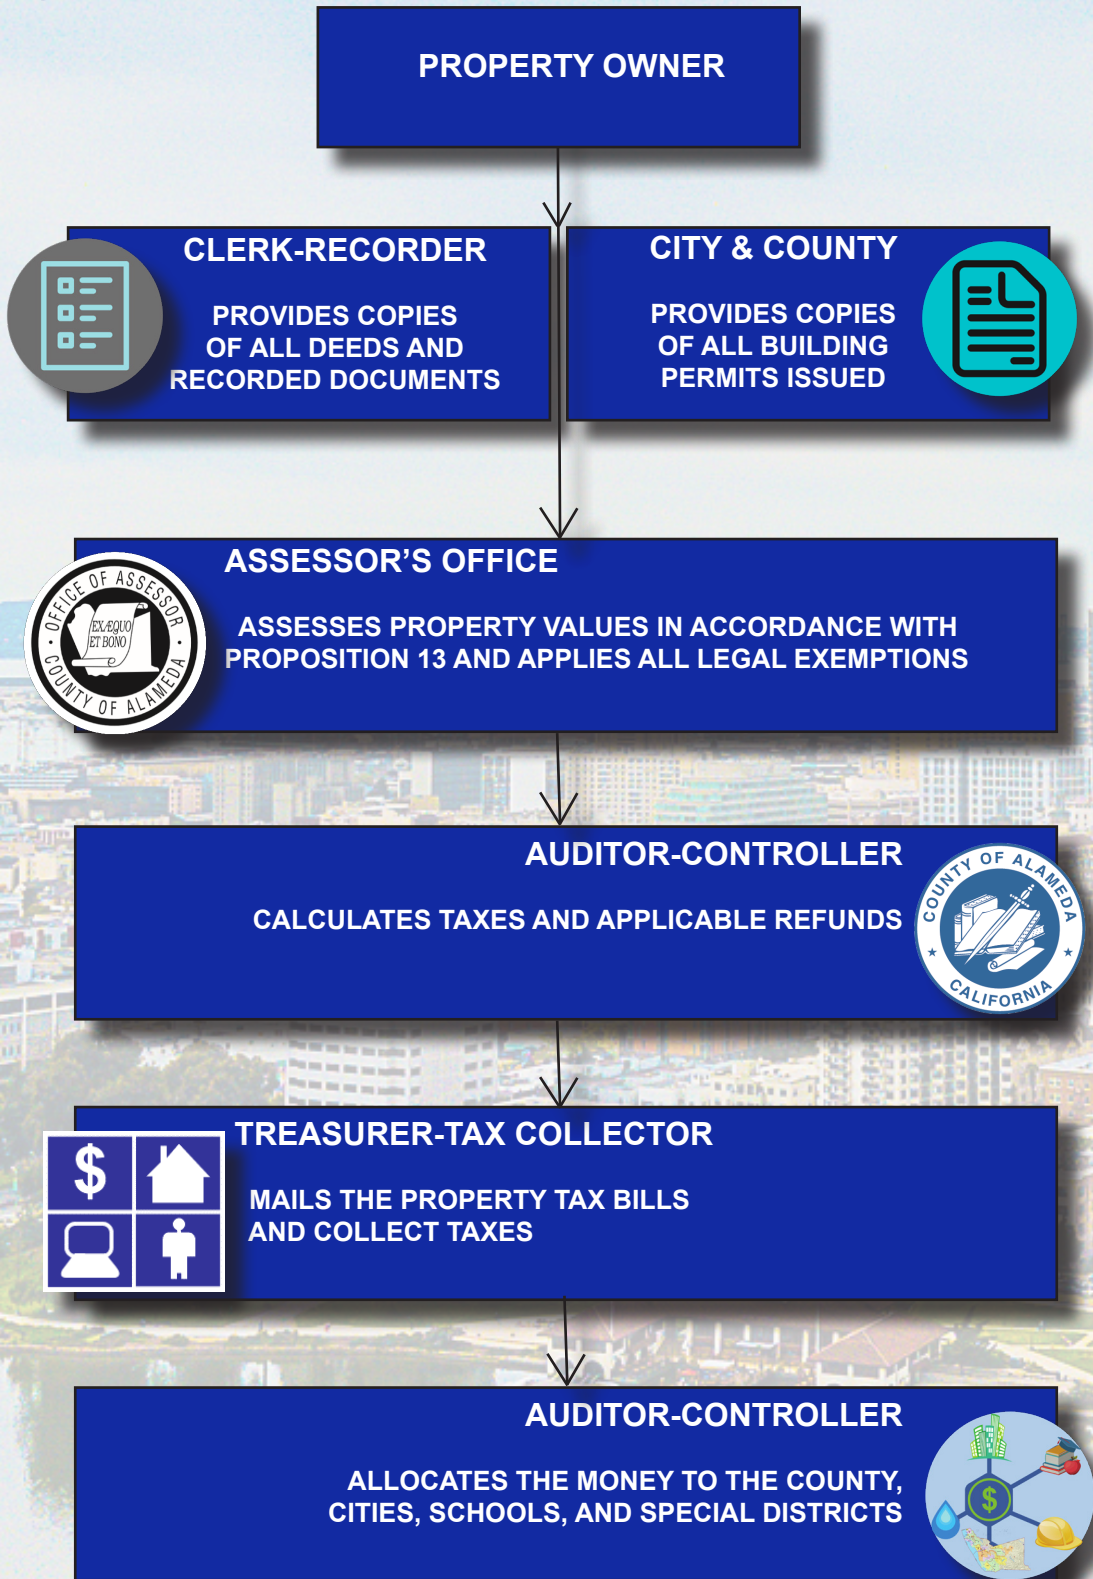 PROPERTY OWNER
CLERK-RECORDER
PROVIDES COPIES
OF ALL DEEDS AND
RECORDED DOCUMENTS
CITY & COUNTY
PROVIDES COPIES
OF ALL BUILDING
PERMITS ISSUED
ASSESSOR'S OFFICE
ASSESSES PROPERTY VALUES IN ACCORDANCE WITH
PROPOSITION 13 AND APPLIES ALL LEGAL EXEMPTIONS
OFFICE OF ASSESSOR
EX ÆQUO
ET BONO
COUNTY OF ALAMEDA
AUDITOR-CONTROLLER
CALCULATES TAXES AND APPLICABLE REFUNDS
COUNTY OF ALAMEDA
CALIFORNIA
TREASURER-TAX COLLECTOR
$
MAILS THE PROPERTY TAX BILLS
AND COLLECT TAXES
AUDITOR-CONTROLLER
ALLOCATES THE MONEY TO THE COUNTY,
CITIES, SCHOOLS, AND SPECIAL DISTRICTS
$